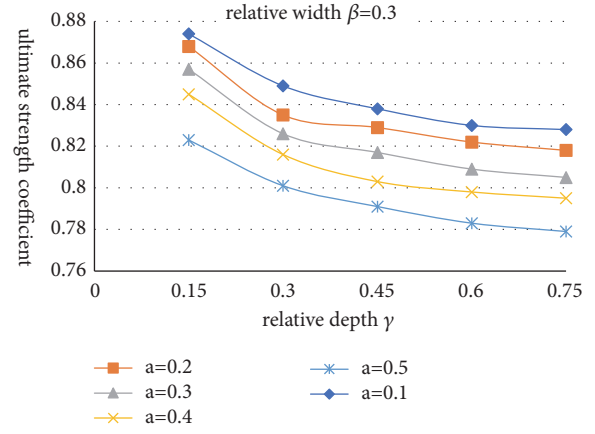 relative width β=0.3
ultimate strength coefficient
0.88
0.86
0.84
0.82
0.8
0.78
0.76
0
0.15
0.3
0.45
0.6
0.75
relative depth γ
a=0.2
a=0.5
a=0.3
a=0.1
a=0.4